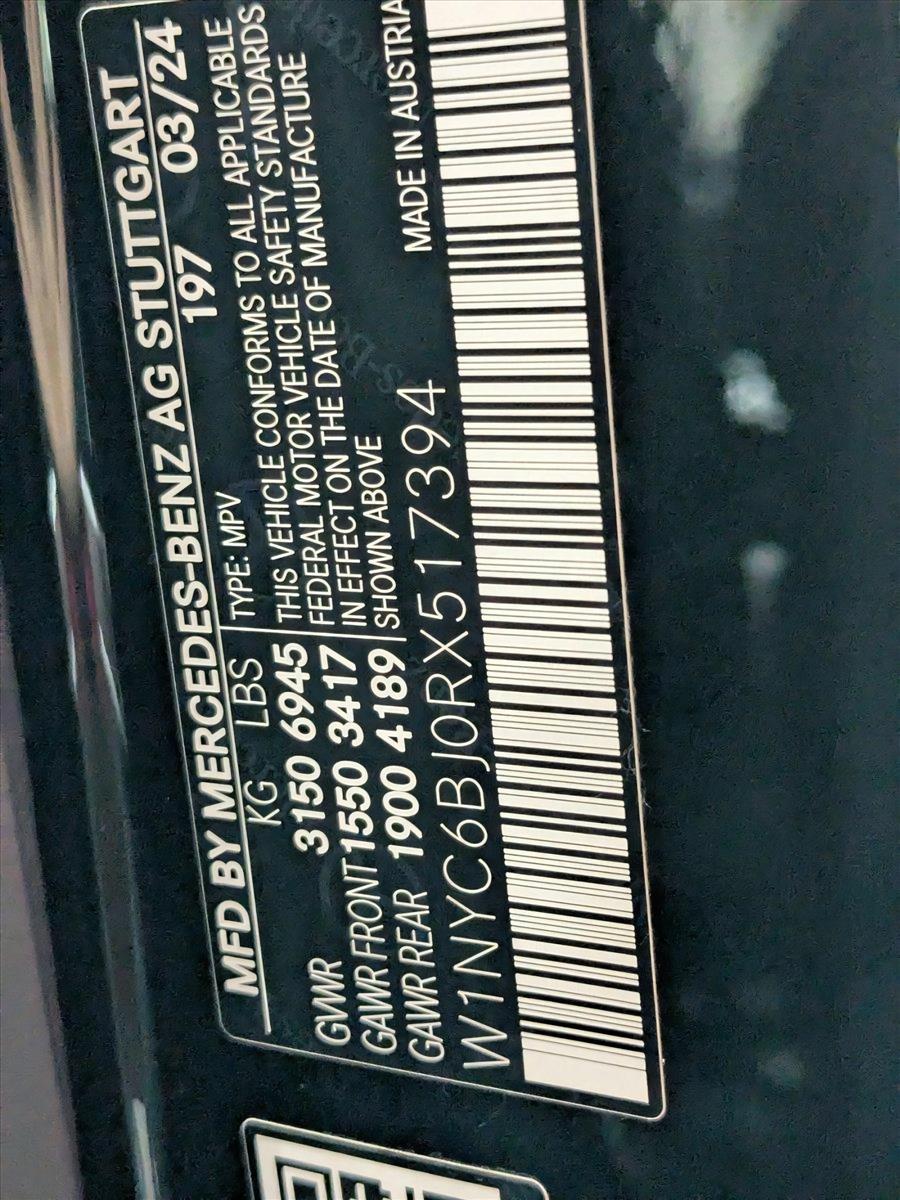 MFD BY MERCEDES-BENZ AG STUTTGART
KG LBS 197 03/24
TYPE: MPV
GVWR 3150 6945
GAWR FRONT 1550 3417
GAWR REAR 1900 4189
THIS VEHICLE CONFORMS TO ALL APPLICABLE
FEDERAL MOTOR VEHICLE SAFETY STANDARDS
IN EFFECT ON THE DATE OF MANUFACTURE
SHOWN ABOVE
MADE IN AUSTRIA
W1NYC6BJ0RX517394